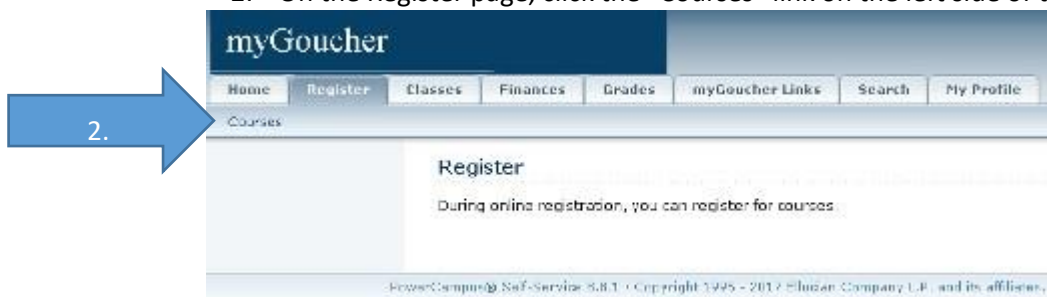 2. On the Register page, click the "Courses" link on the left side of
myGoucher
Home Register Classes Finances Grades myGoucher Links Search My Profile
2.
Courses
Register
During online registration, you can register for courses
PowerCampus® Self-Service 8.8.1 · Copyright 1995 - 2017 Ellucian Company L.P. and its affiliates.